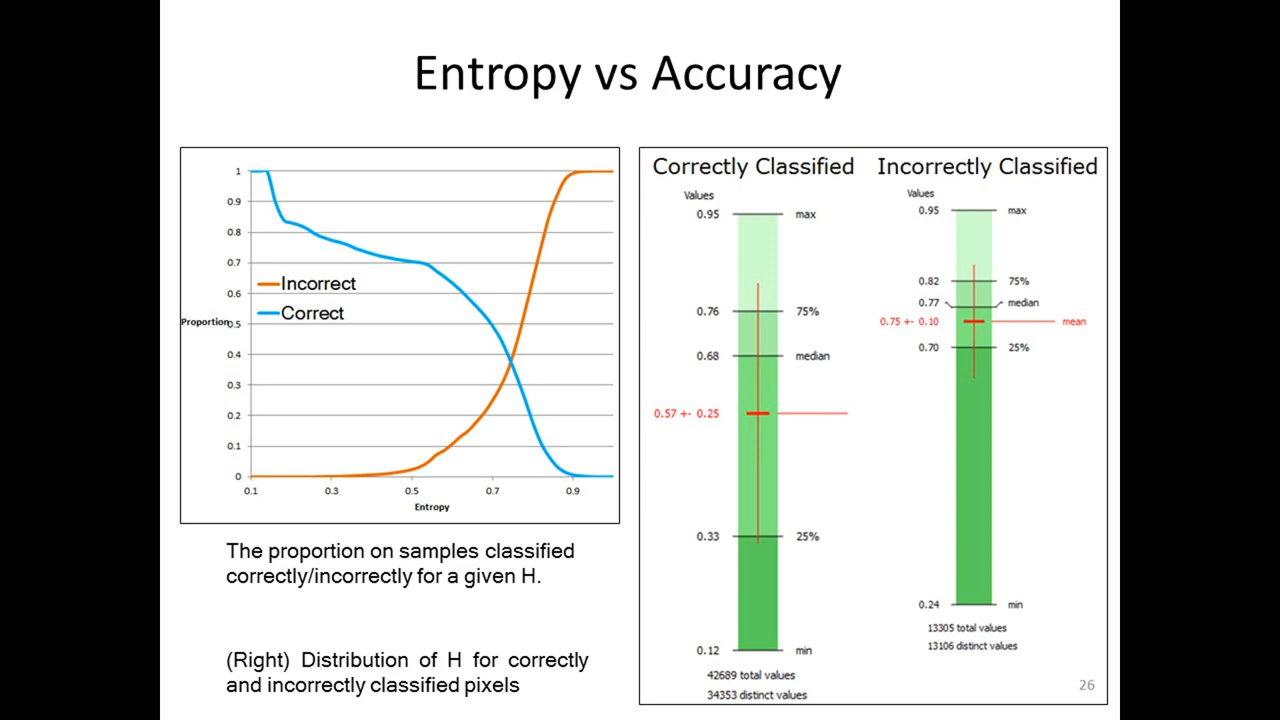 Entropy vs Accuracy
1
0.9
0.8
0.7
0.6
0.5
0.4
0.3
0.2
0.1
0
Proportion
Incorrect
Correct
0.1 0.3 0.5 0.7 0.9
Entropy
The proportion on samples classified
correctly/incorrectly for a given H.
(Right) Distribution of H for correctly
and incorrectly classified pixels
Correctly Classified
Values
0.95 max
0.76 75%
0.68 median
0.57 +- 0.25
0.33 25%
0.12 min
42689 total values
34353 distinct values
Incorrectly Classified
Values
0.95 max
0.82 75%
0.77 median
0.75 +- 0.10 mean
0.70 25%
0.24 min
13305 total values
13106 distinct values
26